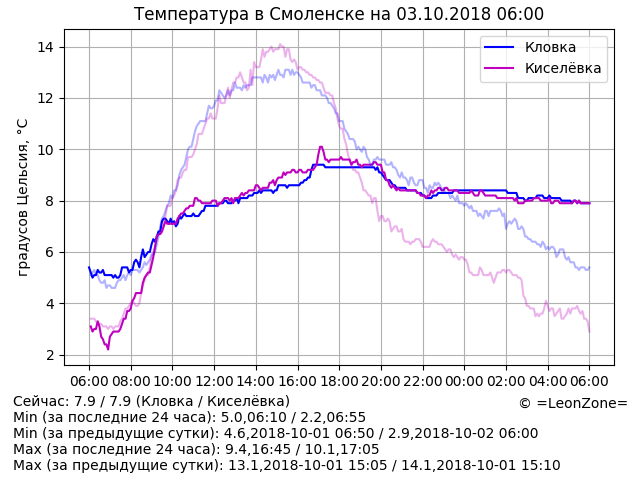 Температура в Смоленске на 03.10.2018 06:00
Кловка
Киселёвка
градусов Цельсия, °C
14
12
10
8
6
4
2
06:00 08:00 10:00 12:00 14:00 16:00 18:00 20:00 22:00 00:00 02:00 04:00 06:00
Сейчас: 7.9 / 7.9 (Кловка / Киселёвка)
© =LeonZone=
Min (за последние 24 часа): 5.0,06:10 / 2.2,06:55
Min (за предыдущие сутки): 4.6,2018-10-01 06:50 / 2.9,2018-10-02 06:00
Max (за последние 24 часа): 9.4,16:45 / 10.1,17:05
Max (за предыдущие сутки): 13.1,2018-10-01 15:05 / 14.1,2018-10-01 15:10